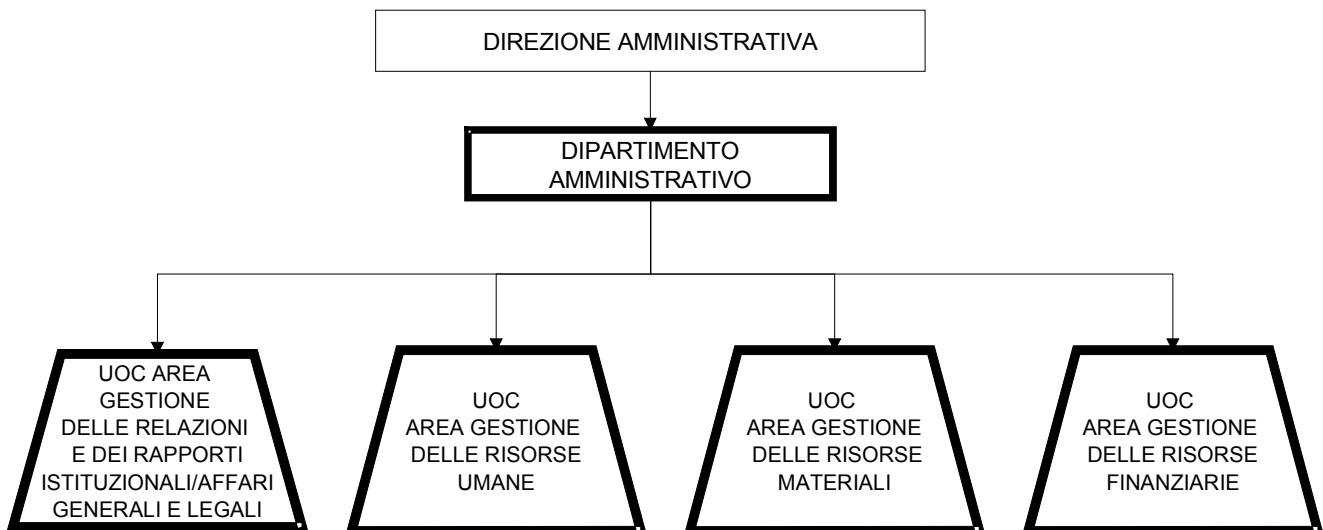 DIREZIONE AMMINISTRATIVA
DIPARTIMENTO
AMMINISTRATIVO
UOC AREA
GESTIONE
DELLE RELAZIONI
E DEI RAPPORTI
ISTITUZIONALI/AFFARI
GENERALI E LEGALI
UOC
AREA GESTIONE
DELLE RISORSE
UMANE
UOC
AREA GESTIONE
DELLE RISORSE
MATERIALI
UOC
AREA GESTIONE
DELLE RISORSE
FINANZIARIE